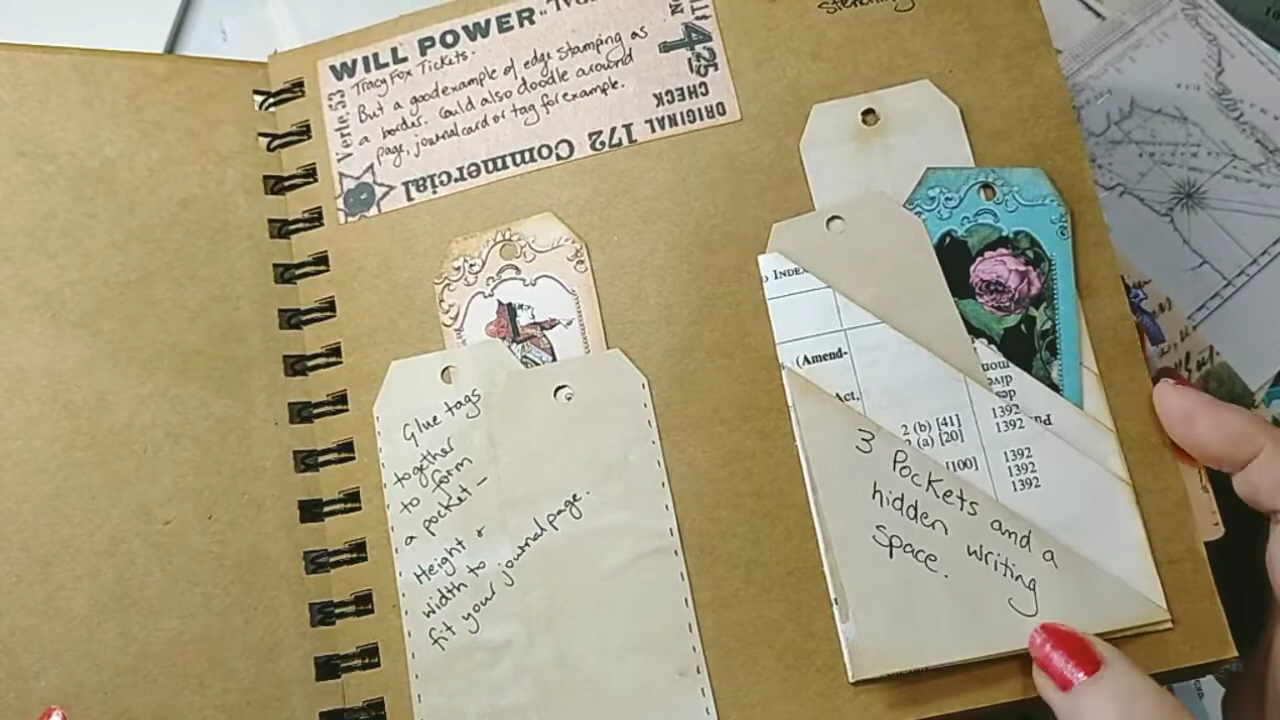 stenciling
WILL POWER
Tracy Fox Tickets.
But a good example of edge stamping as
a border. Could also doodle around
page, journal card or tag for example.
Verte.53
425
ORIGINAL
CHECK
172 Commercial
8
Glue tags
together
to form
a pocket –
Height &
width to
fit your journal page.
INDEX
(Amend-
Act,
2 (b) [41]
(a) [20]
[100]
1392
1392
1392
1392
1392
3 Pockets and a
hidden writing
space.